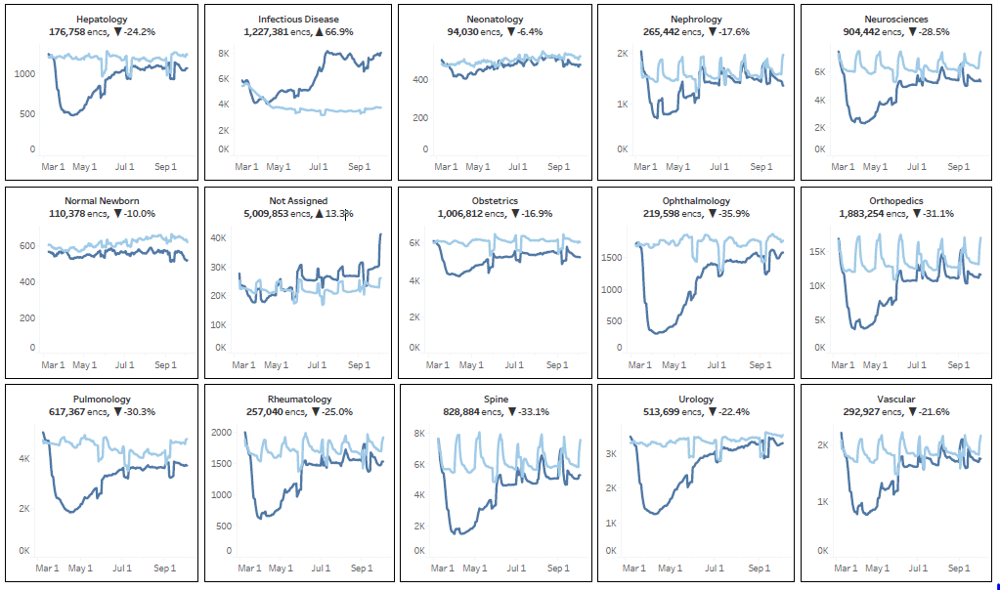 Hepatology
176,758 encs, ▼ -24.2%
1000
500
0
Mar 1 May 1 Jul 1 Sep 1
Infectious Disease
1,227,381 encs, ▲ 66.9%
8K
6K
4K
2K
0K
Mar 1 May 1 Jul 1 Sep 1
Neonatology
94,030 encs, ▼ -6.4%
400
200
0
Mar 1 May 1 Jul 1 Sep 1
Nephrology
265,442 encs, ▼ -17.6%
2K
1K
0K
Mar 1 May 1 Jul 1 Sep 1
Neurosciences
904,442 encs, ▼ -28.5%
6K
4K
2K
0K
Mar 1 May 1 Jul 1 Sep 1
Normal Newborn
110,378 encs, ▼ -10.0%
600
400
200
0
Mar 1 May 1 Jul 1 Sep 1
Not Assigned
5,009,853 encs, ▲ 13.3%
40K
30K
20K
10K
0K
Mar 1 May 1 Jul 1 Sep 1
Obstetrics
1,006,812 encs, ▼ -16.9%
6K
4K
2K
0K
Mar 1 May 1 Jul 1 Sep 1
Ophthalmology
219,598 encs, ▼ -35.9%
1500
1000
500
0
Mar 1 May 1 Jul 1 Sep 1
Orthopedics
1,883,254 encs, ▼ -31.1%
15K
10K
5K
0K
Mar 1 May 1 Jul 1 Sep 1
Pulmonology
617,367 encs, ▼ -30.3%
4K
2K
0K
Mar 1 May 1 Jul 1 Sep 1
Rheumatology
257,040 encs, ▼ -25.0%
2000
1500
1000
500
0
Mar 1 May 1 Jul 1 Sep 1
Spine
828,884 encs, ▼ -33.1%
8K
6K
4K
2K
0K
Mar 1 May 1 Jul 1 Sep 1
Urology
513,699 encs, ▼ -22.4%
3K
2K
1K
0K
Mar 1 May 1 Jul 1 Sep 1
Vascular
292,927 encs, ▼ -21.6%
2K
1K
0K
Mar 1 May 1 Jul 1 Sep 1